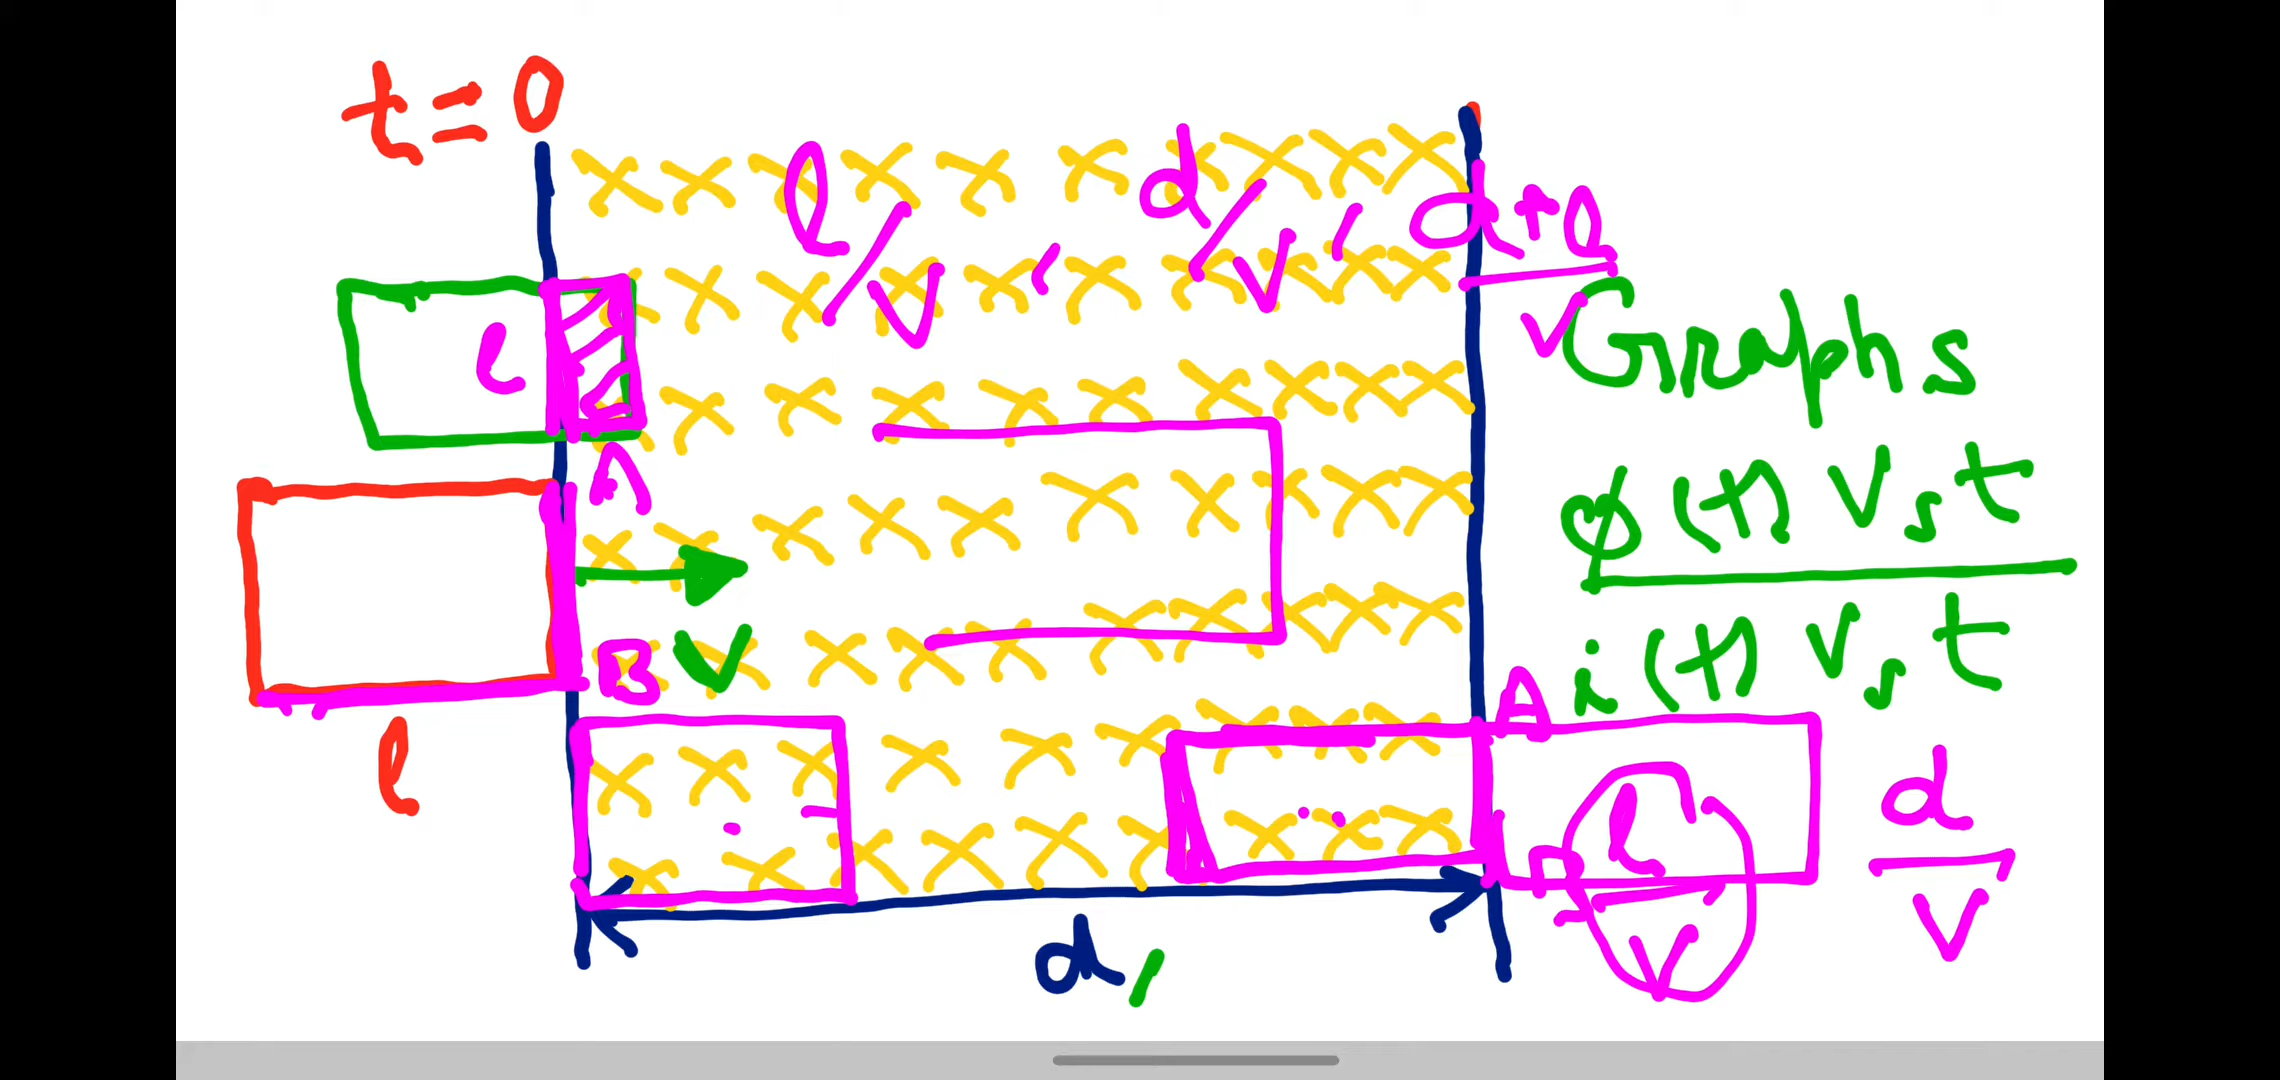 t=0
l/v, d/v, d+l/v
l
Graphs
A
ϕ(t) vs t
B v
i(t) vs t
l
A
l/v
d/v
B
d,